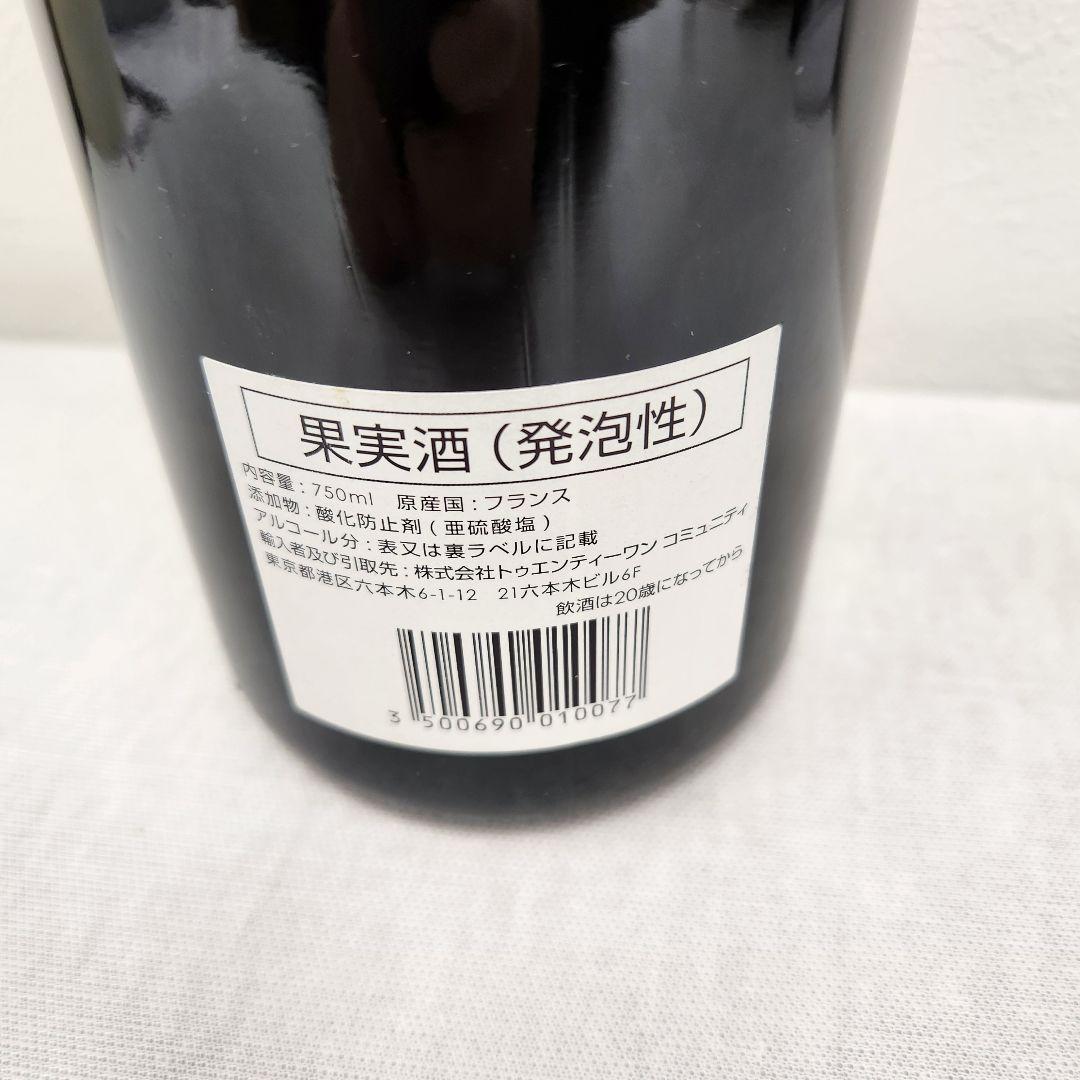 果実酒（発泡性）
内容量：750ml　原産国：フランス
添加物：酸化防止剤（亜硫酸塩）
アルコール分：表又は裏ラベルに記載
輸入者及び引取先：株式会社トゥエンティーワン コミュニティ
東京都港区六本木6-1-12　21六本木ビル6F
飲酒は20歳になってから
3 500690 010077